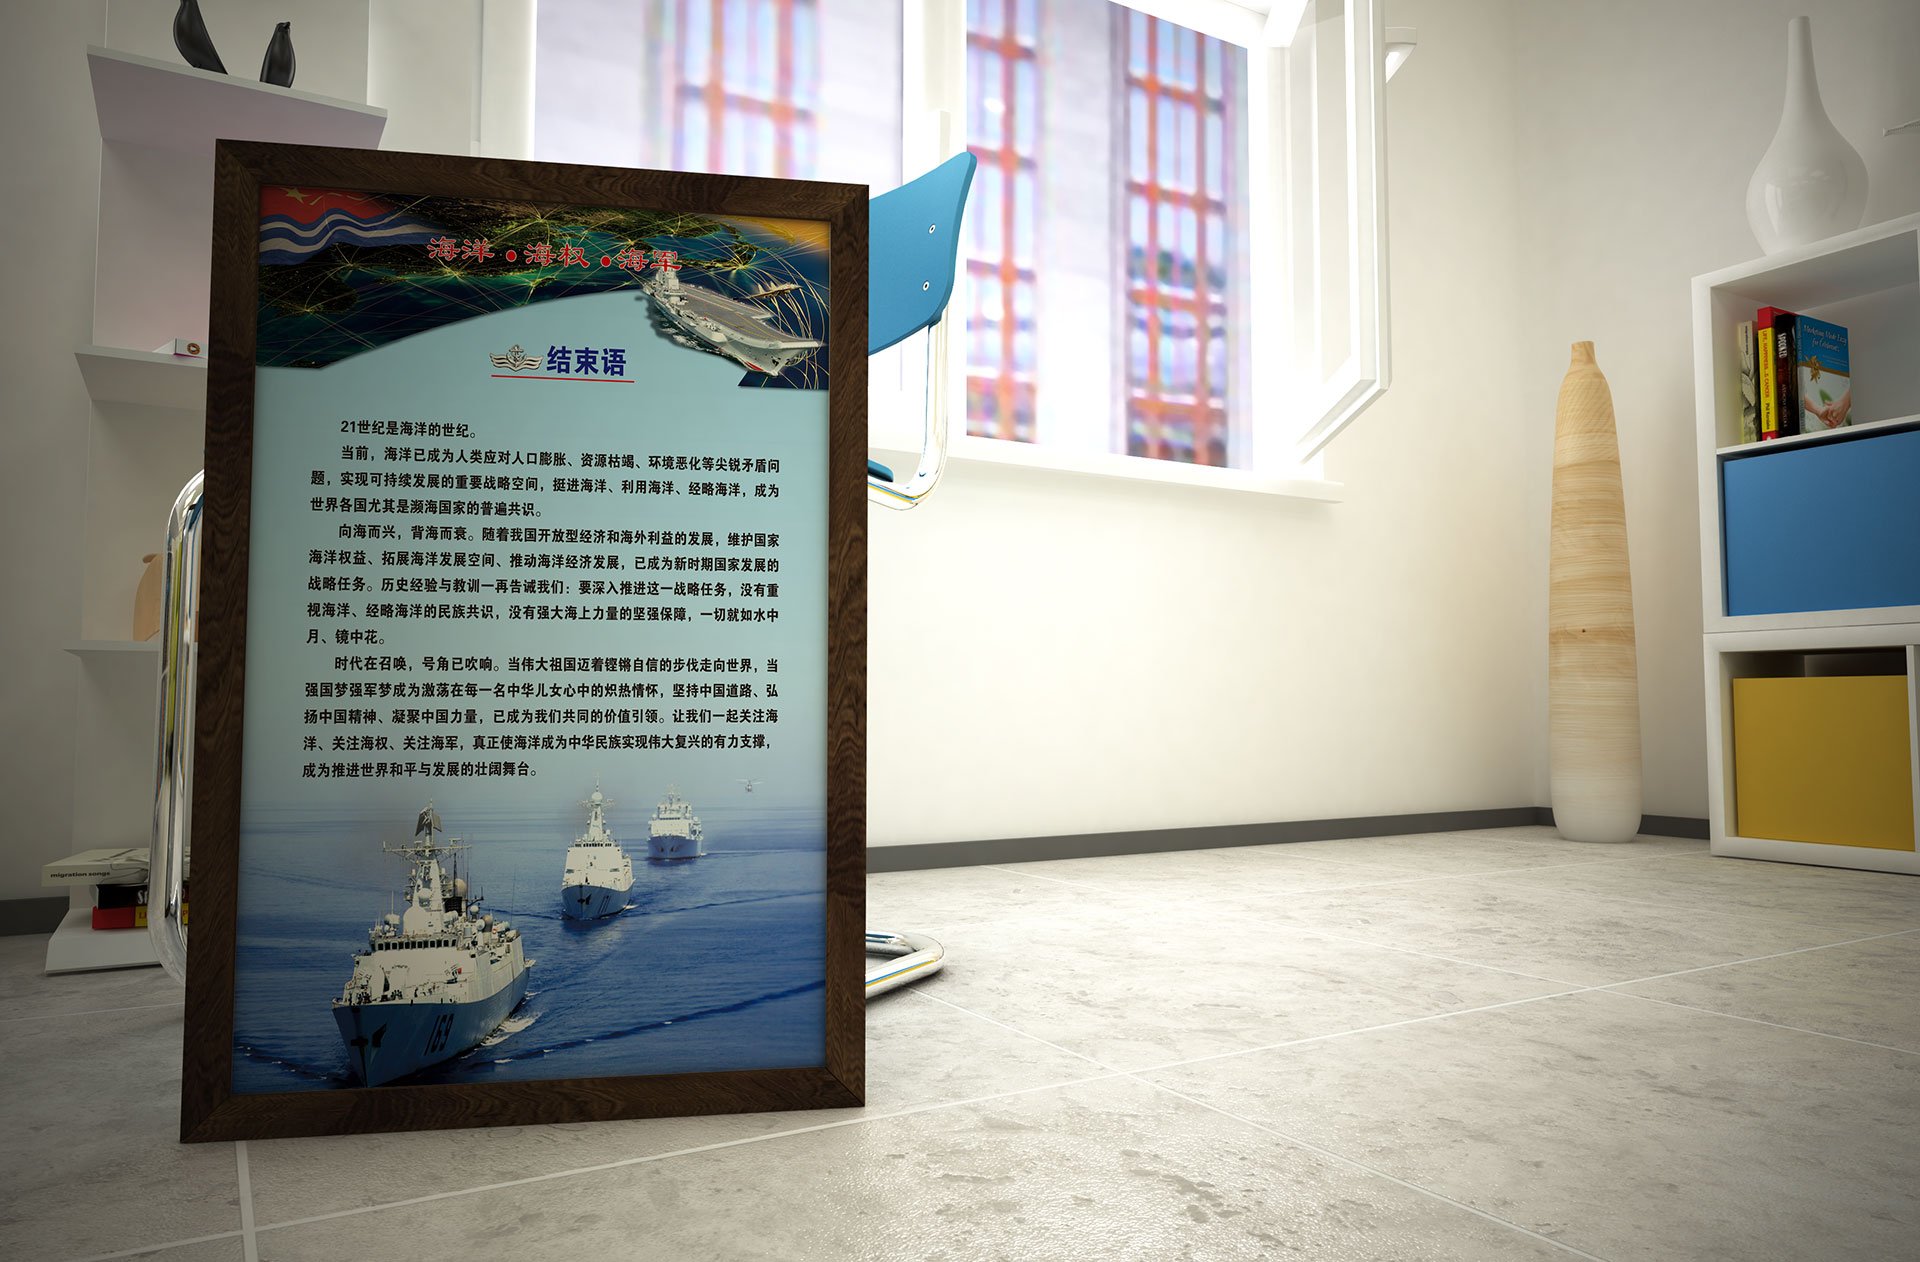 海洋·海权·海军
结束语
21世纪是海洋的世纪。
当前，海洋已成为人类应对人口膨胀、资源枯竭、环境恶化等尖锐矛盾问
题，实现可持续发展的重要战略空间，挺进海洋、利用海洋、经略海洋，成为
世界各国尤其是濒海国家的普遍共识。
向海而兴，背海而衰。随着我国开放型经济和海外利益的发展，维护国家
海洋权益、拓展海洋发展空间、推动海洋经济发展，已成为新时期国家发展的
战略任务。历史经验与教训一再告诫我们：要深入推进这一战略任务，没有重
视海洋、经略海洋的民族共识，没有强大海上力量的坚强保障，一切就如水中
月、镜中花。
时代在召唤，号角已吹响。当伟大祖国迈着铿锵自信的步伐走向世界，当
强国梦强军梦成为激荡在每一名中华儿女心中的炽热情怀，坚持中国道路、弘
扬中国精神、凝聚中国力量，已成为我们共同的价值引领。让我们一起关注海
洋、关注海权、关注海军，真正使海洋成为中华民族实现伟大复兴的有力支撑，
成为推进世界和平与发展的壮阔舞台。
169
171
migration songs